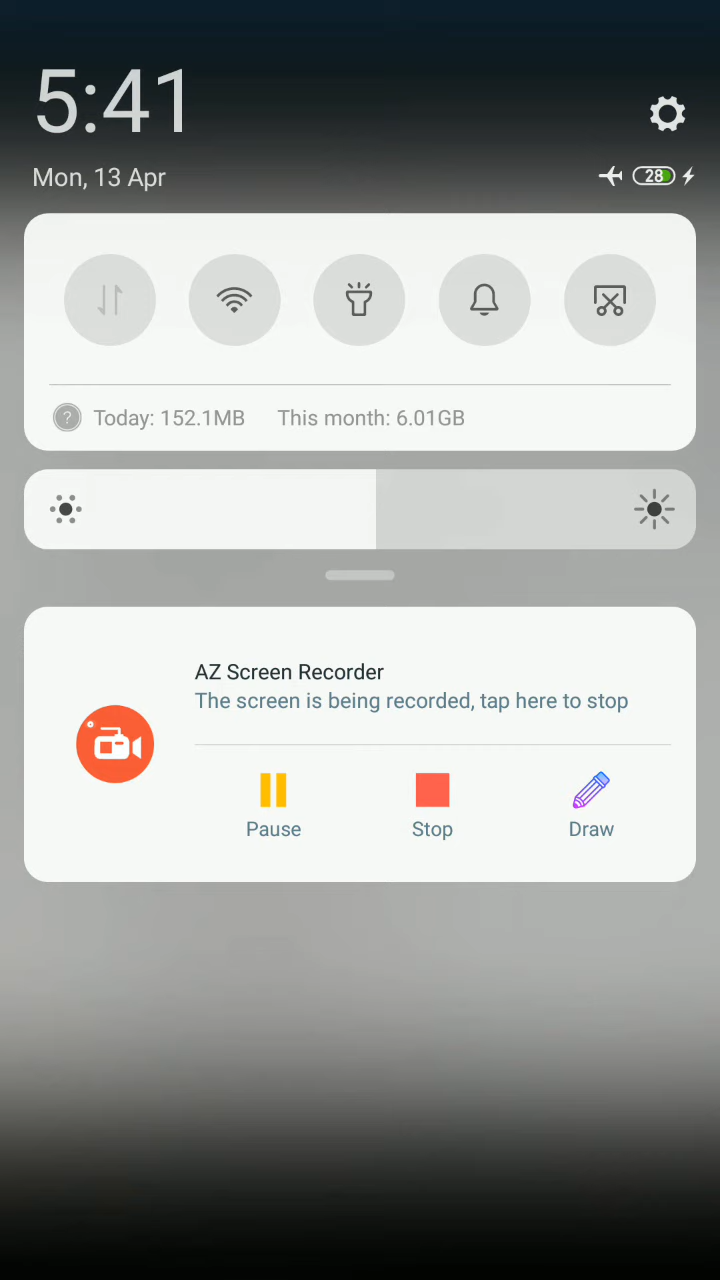 5:41
Mon, 13 Apr
28
? Today: 152.1MB This month: 6.01GB
AZ Screen Recorder
The screen is being recorded, tap here to stop
Pause Stop Draw